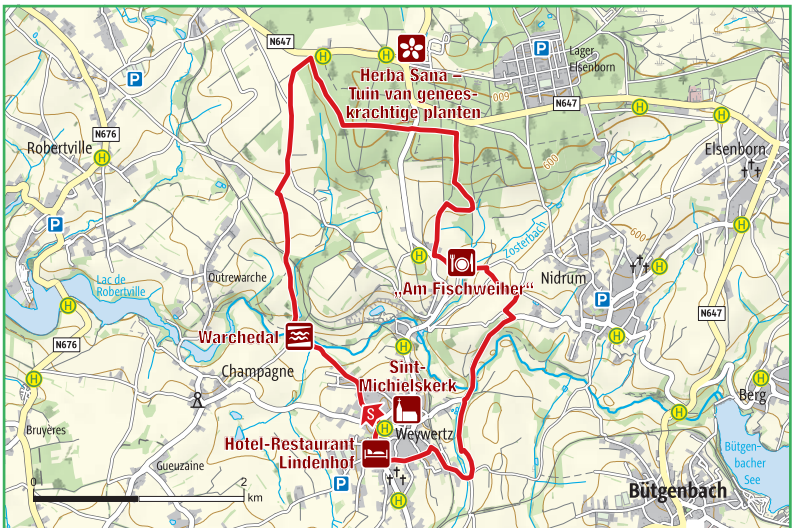 N647
P
H
H
Herba Sana –
Tuin van genees-
krachtige planten
P
Lager
Elsenborn
600
N647
H
H
P
N676
Robertville
H
Elsenborn
600
P
H
Zosterbach
600
H
„Am Fischweiher“
Nidrum
H
P
Outrewarche
Lac de
Robertville
H
N647
H
Warchedal
H
N676
Champagne
H
Sint-
Michielskerk
S
H
Weywertz
Hotel-Restaurant
Lindenhof
H
Berg
H
Bruyeres
Gueuzaine
P
H
Bütgen-
bacher
See
Bütgenbach
0
2
km